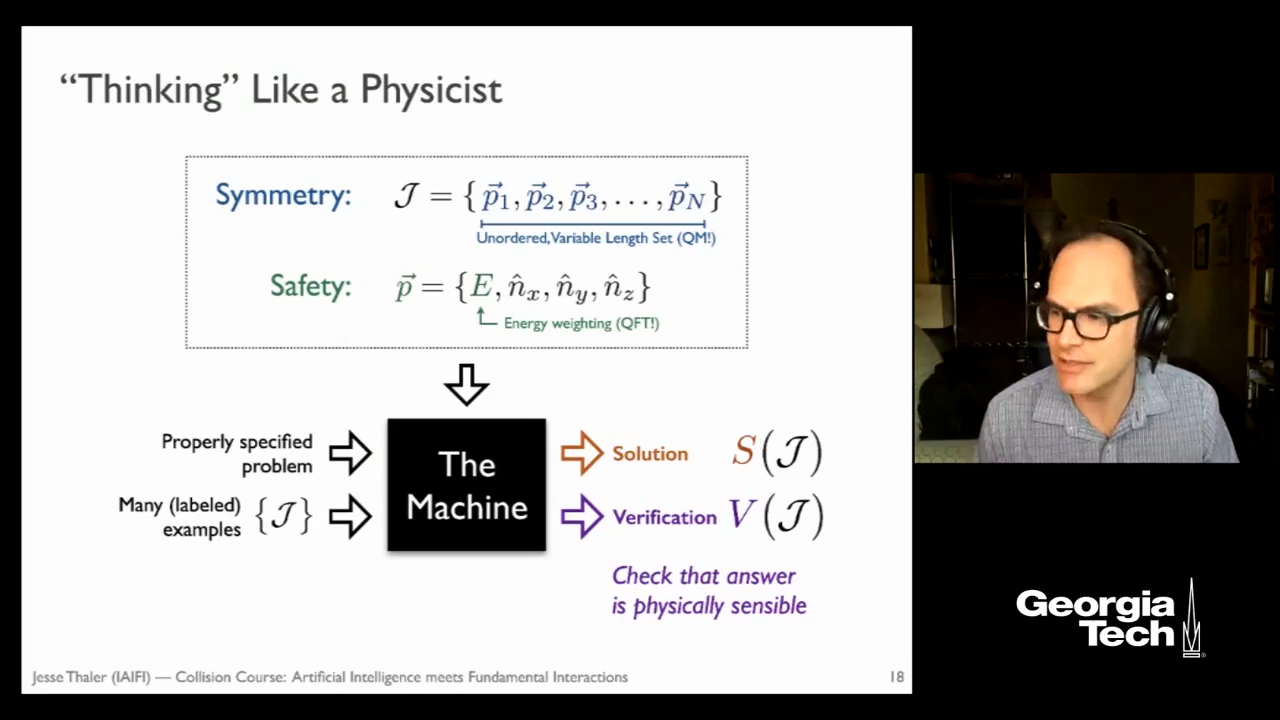 “Thinking” Like a Physicist
Symmetry: 𝒥 = { p⃗₁, p⃗₂, p⃗₃, . . . , p⃗_N }
Unordered, Variable Length Set (QM!)
Safety: p⃗ = {E, n̂ₓ, n̂_y, n̂_z}
Energy weighting (QFT!)
Properly specified
problem
Many (labeled)
examples {𝒥}
The
Machine
Solution S(𝒥)
Verification V(𝒥)
Check that answer
is physically sensible
Jesse Thaler (IAIFI) — Collision Course: Artificial Intelligence meets Fundamental Interactions 18
Georgia
Tech